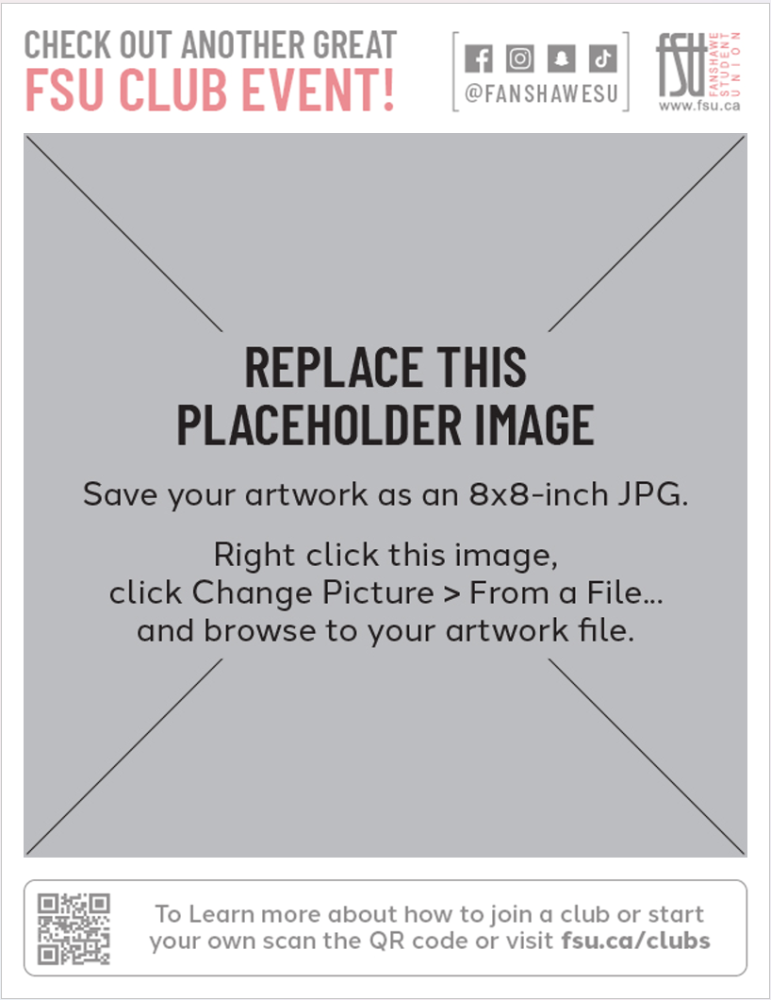 CHECK OUT ANOTHER GREAT
FSU CLUB EVENT!
@FANSHAWESU
fsu
FANSHAWE
STUDENT
UNION
www.fsu.ca
REPLACE THIS
PLACEHOLDER IMAGE
Save your artwork as an 8x8-inch JPG.
Right click this image,
click Change Picture > From a File...
and browse to your artwork file.
To Learn more about how to join a club or start
your own scan the QR code or visit fsu.ca/clubs